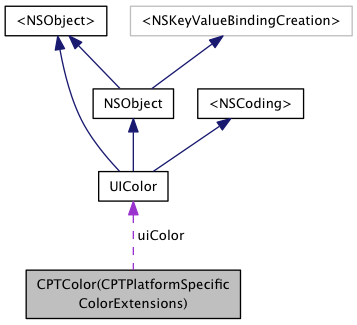 <NSObject>
<NSKeyValueBindingCreation>
NSObject
<NSCoding>
UIColor
uiColor
CPTColor(CPTPlatformSpecific
ColorExtensions)